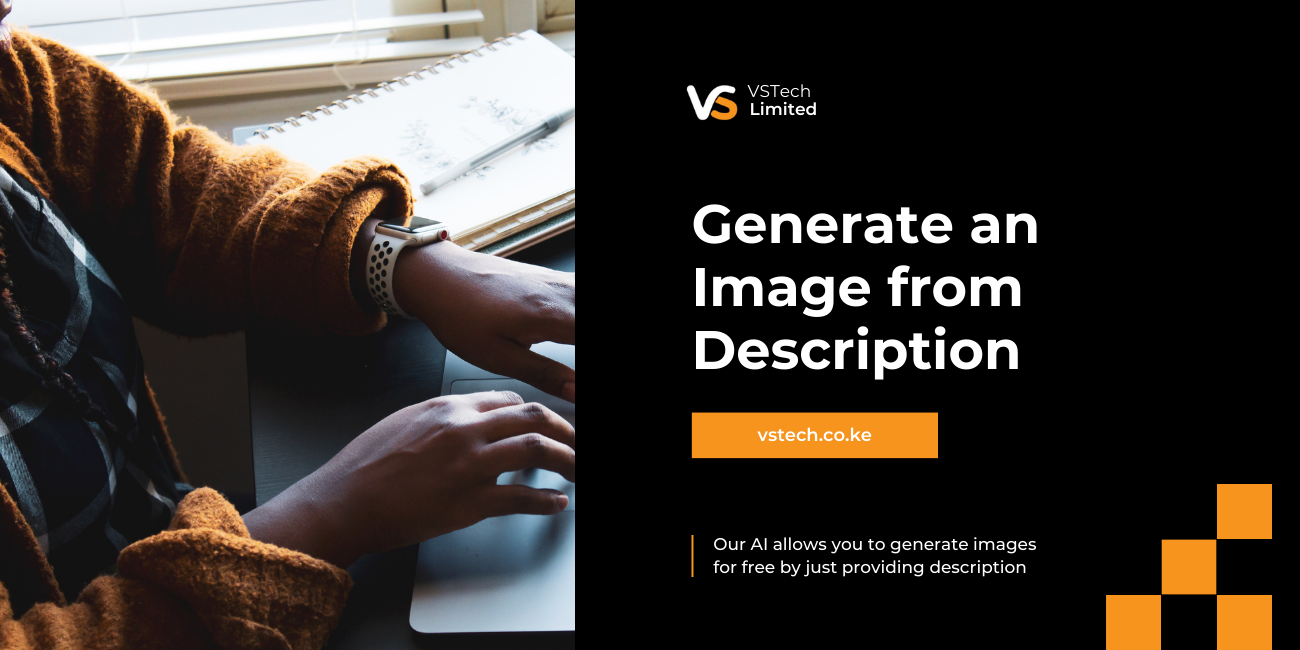 VS
VSTech
Limited
Generate an
Image from
Description
vstech.co.ke
Our AI allows you to generate images
for free by just providing description